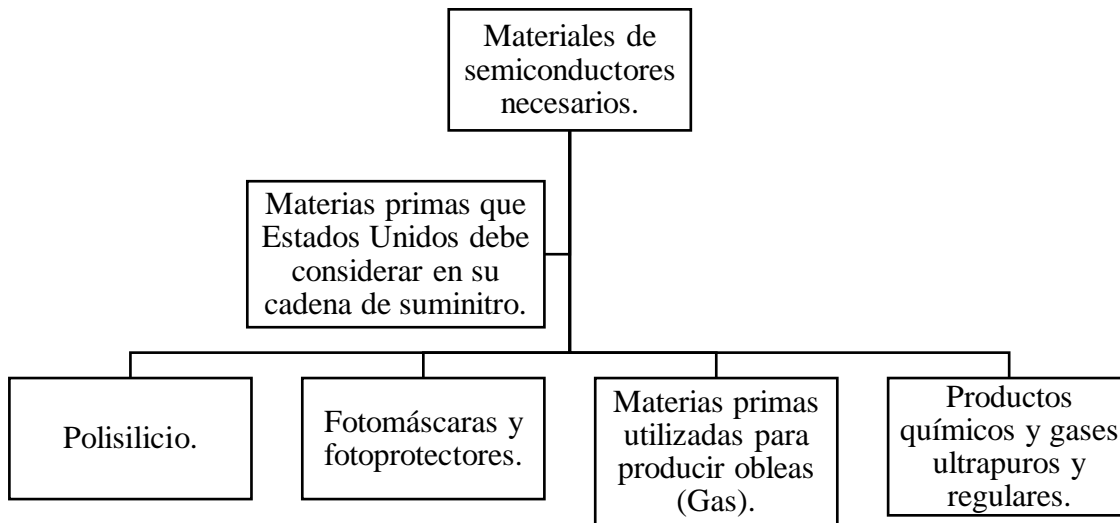 Materiales de
semiconductores
necesarios.
Materias primas que
Estados Unidos debe
considerar en su
cadena de suminitro.
Polisilicio.
Fotomáscaras y
fotoprotectores.
Materias primas
utilizadas para
producir obleas
(Gas).
Productos
químicos y gases
ultrapuros y
regulares.